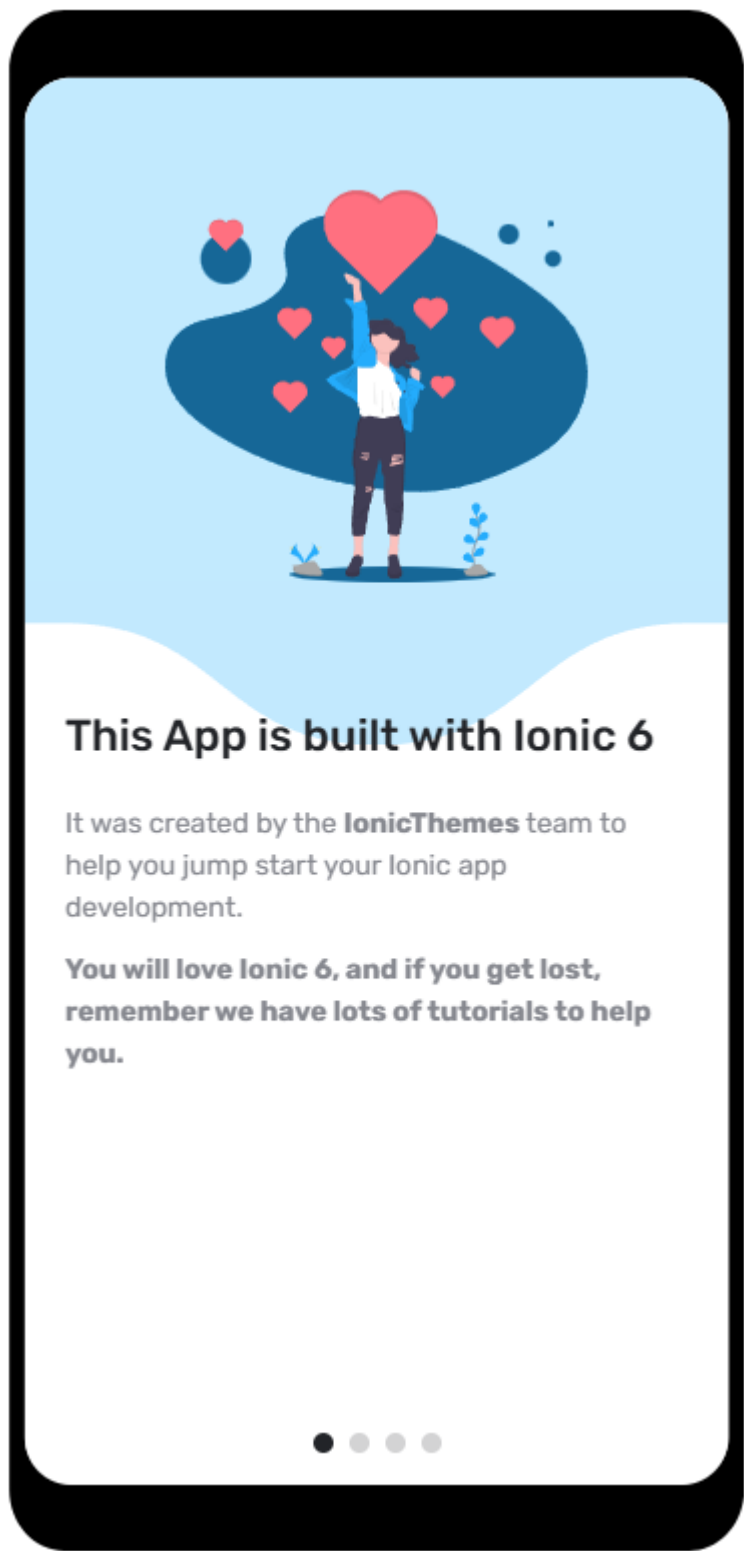 This App is built with Ionic 6
It was created by the IonicThemes team to
help you jump start your Ionic app
development.
You will love Ionic 6, and if you get lost,
remember we have lots of tutorials to help
you.